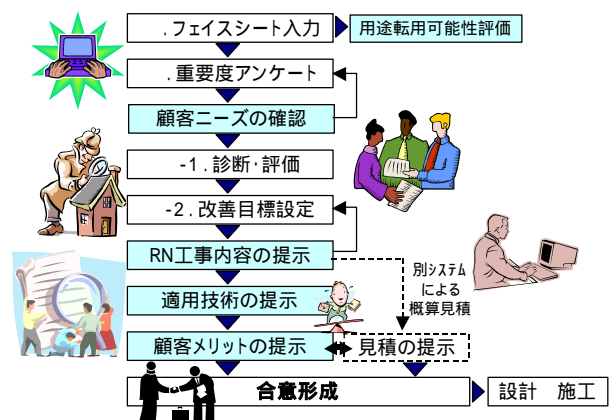 ．フェイスシート入力
用途転用可能性評価
．重要度アンケート
顧客ニーズの確認
-1．診断・評価
-2．改善目標設定
RN工事内容の提示
別システム
による
概算見積
適用技術の提示
顧客メリットの提示
見積の提示
合意形成
設計　施工